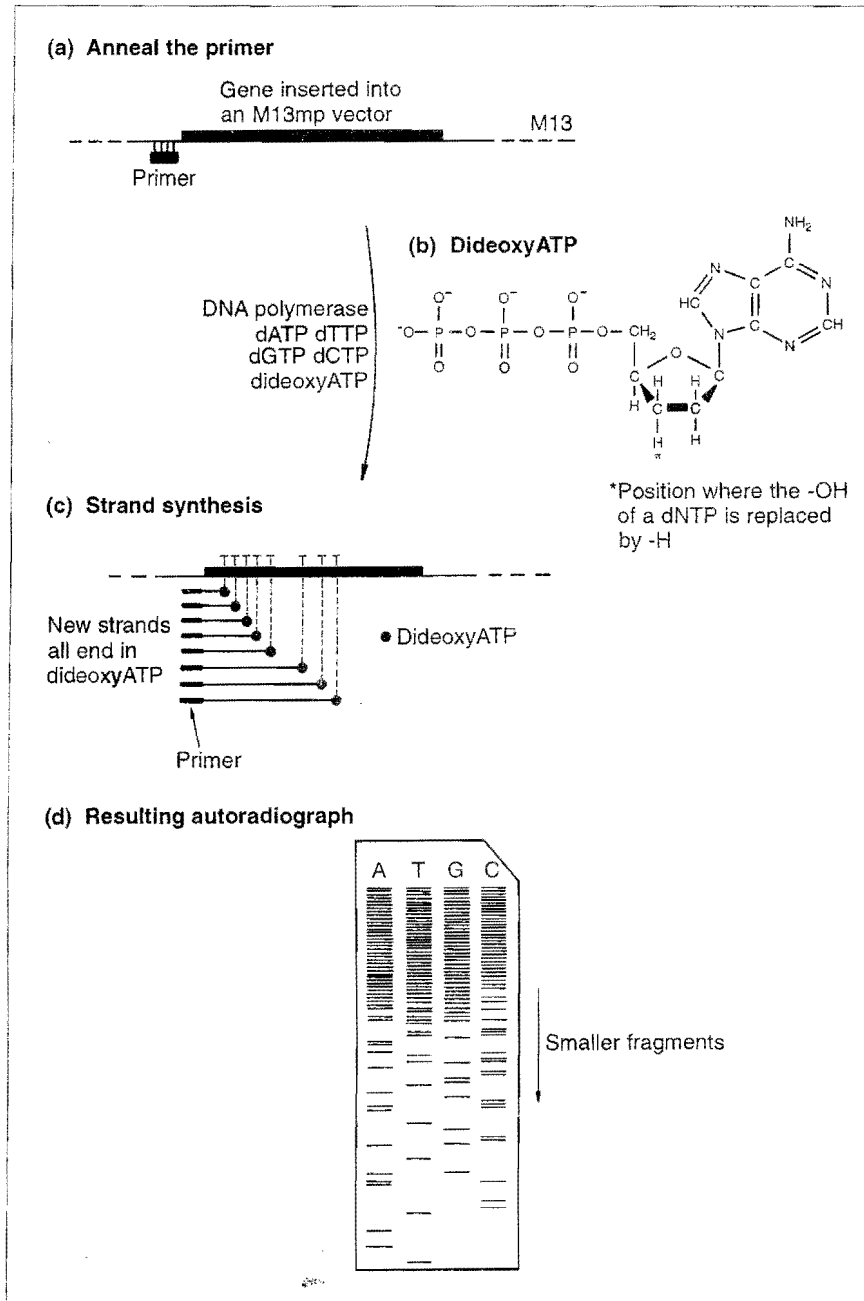 (a) Anneal the primer
Gene inserted into
an M13mp vector
M13
Primer
(b) DideoxyATP
DNA polymerase
dATP dTTP
dGTP dCTP
dideoxyATP
NH₂
N
C
N
C
HC
CH
C
N
N
O⁻ O⁻ O⁻
⁻O–P–O–P–O–P–O–CH₂
O O O
O
C
C
H H H
C C
H H
*
*Position where the -OH
of a dNTP is replaced
by -H
(c) Strand synthesis
T T T T T T T T
New strands
all end in
dideoxyATP
DideoxyATP
Primer
(d) Resulting autoradiograph
A T G C
Smaller fragments